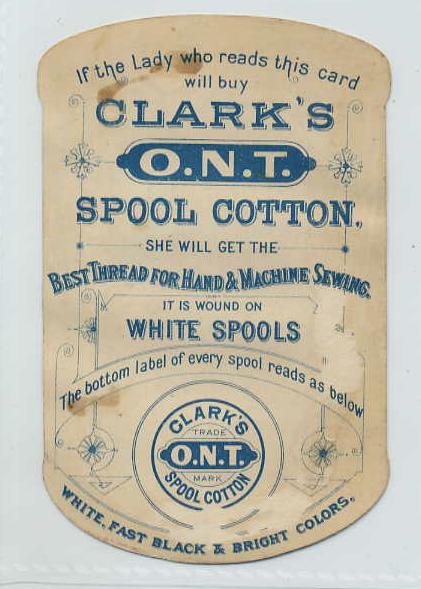 If the Lady who reads this card
will buy
CLARK'S
O.N.T.
SPOOL COTTON,
SHE WILL GET THE
BEST THREAD FOR HAND & MACHINE SEWING.
IT IS WOUND ON
WHITE SPOOLS
The bottom label of every spool reads as below
CLARK'S
TRADE
O.N.T.
MARK
SPOOL COTTON
WHITE, FAST BLACK & BRIGHT COLORS.